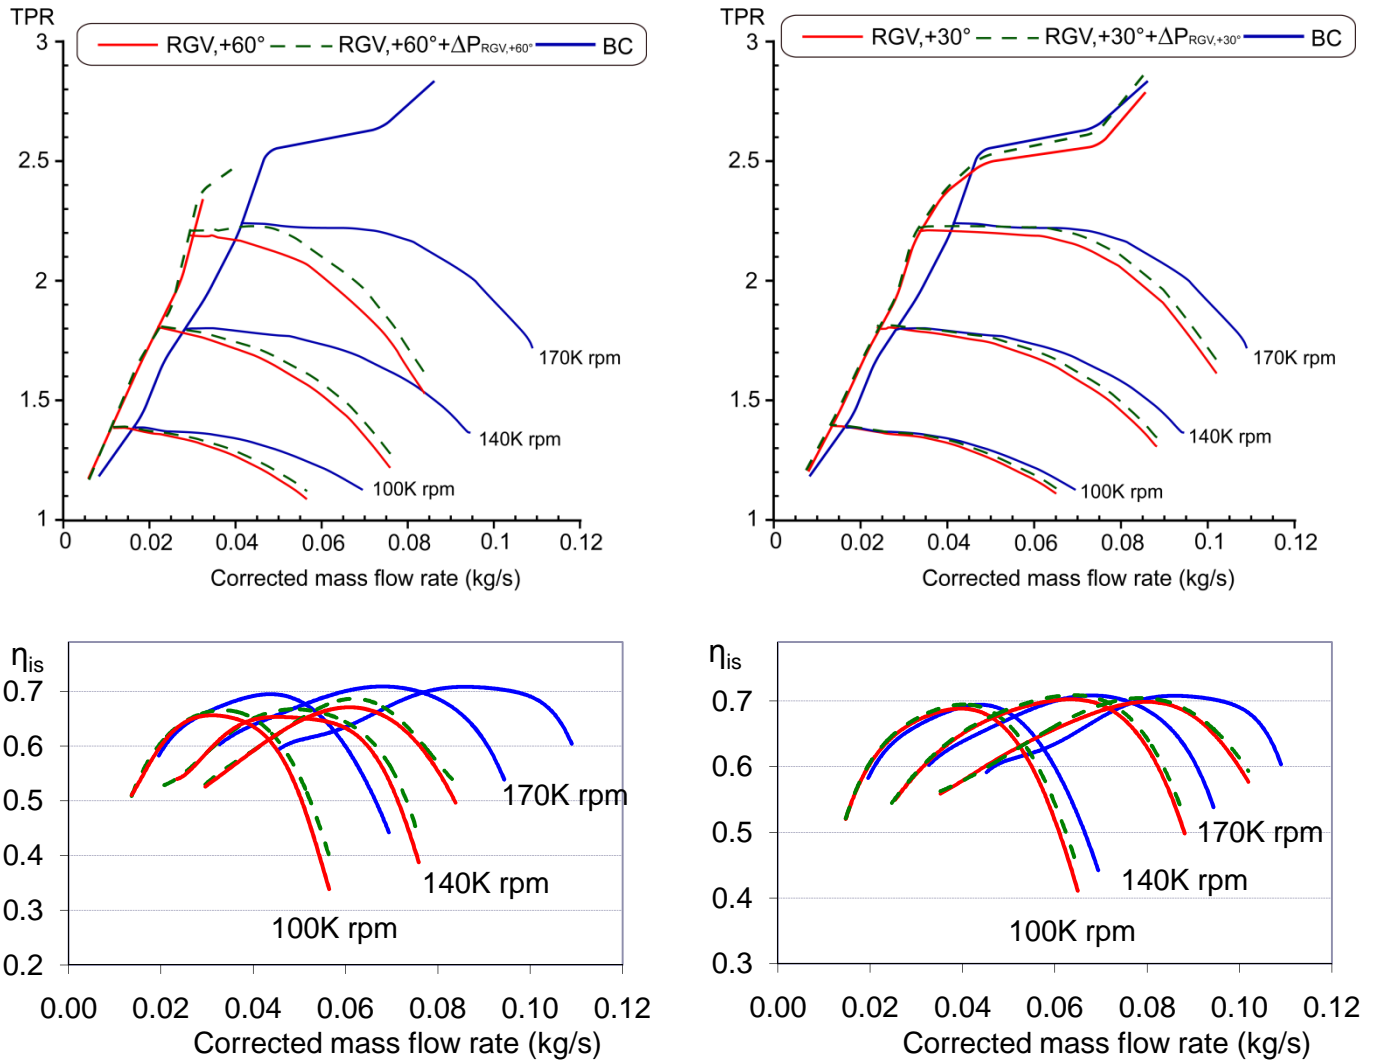 TPR
RGV,+60° RGV,+60°+ΔPRGV,+60° BC
3
2.5
2
1.5
1
170K rpm
140K rpm
100K rpm
0 0.02 0.04 0.06 0.08 0.1 0.12
Corrected mass flow rate (kg/s)
TPR
RGV,+30° RGV,+30°+ΔPRGV,+30° BC
3
2.5
2
1.5
1
170K rpm
140K rpm
100K rpm
0 0.02 0.04 0.06 0.08 0.1 0.12
Corrected mass flow rate (kg/s)
ηis
0.7
0.6
0.5
0.4
0.3
0.2
170K rpm
140K rpm
100K rpm
0.00 0.02 0.04 0.06 0.08 0.10 0.12
Corrected mass flow rate (kg/s)
ηis
0.7
0.6
0.5
0.4
0.3
170K rpm
140K rpm
100K rpm
0.00 0.02 0.04 0.06 0.08 0.10 0.12
Corrected mass flow rate (kg/s)